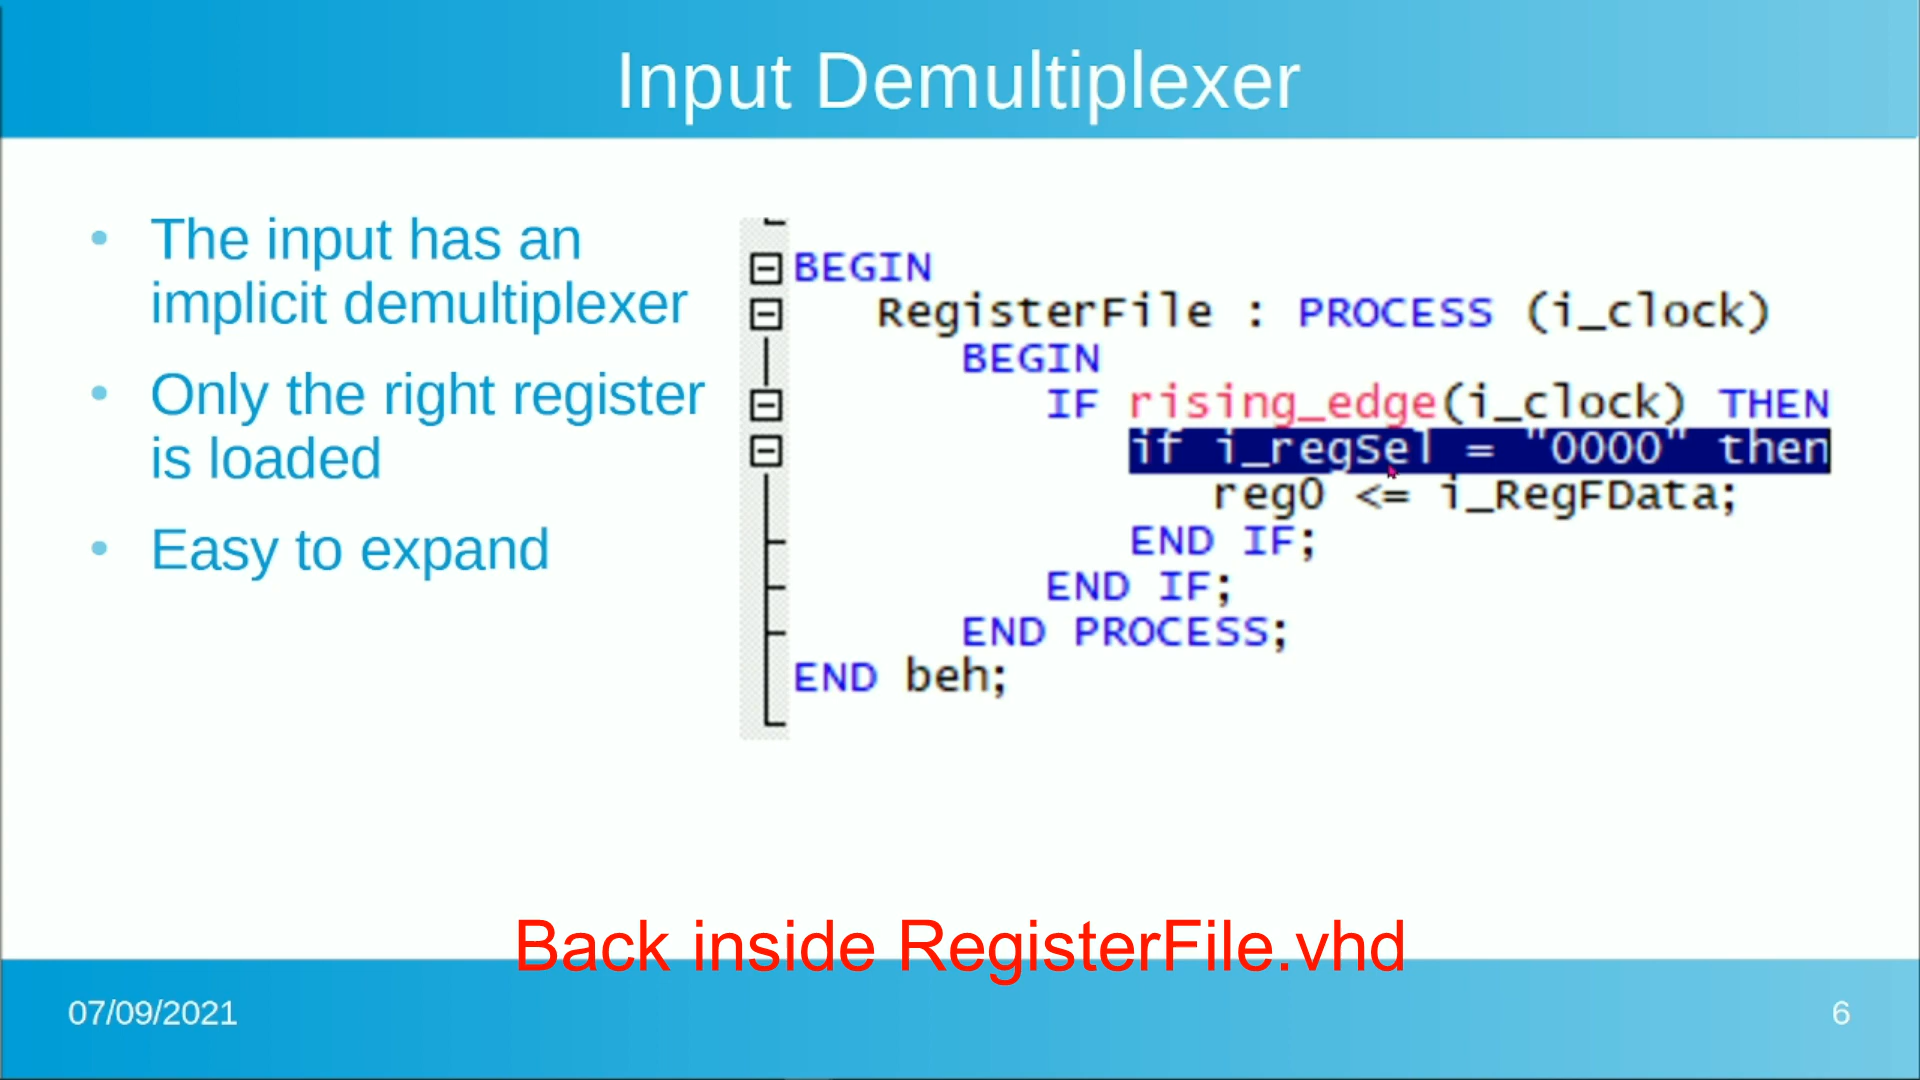 Input Demultiplexer
• The input has an
implicit demultiplexer
• Only the right register
is loaded
• Easy to expand
BEGIN
RegisterFile : PROCESS (i_clock)
BEGIN
IF rising_edge(i_clock) THEN
if i_regSel = "0000" then
reg0 <= i_RegFData;
END IF;
END IF;
END PROCESS;
END beh;
Back inside RegisterFile.vhd
07/09/2021
6